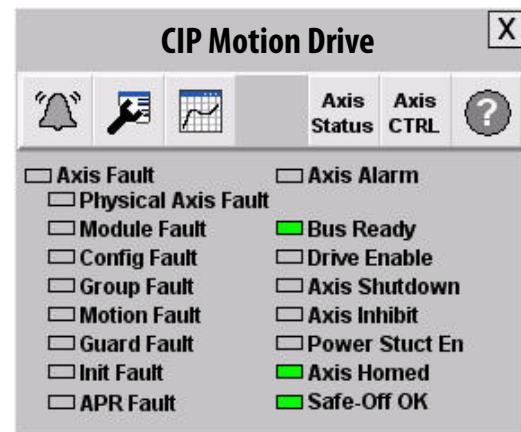 CIP Motion Drive
X
Axis Status
Axis CTRL
?
Axis Fault
Physical Axis Fault
Module Fault
Config Fault
Group Fault
Motion Fault
Guard Fault
Init Fault
APR Fault
Axis Alarm
Bus Ready
Drive Enable
Axis Shutdown
Axis Inhibit
Power Stuct En
Axis Homed
Safe-Off OK